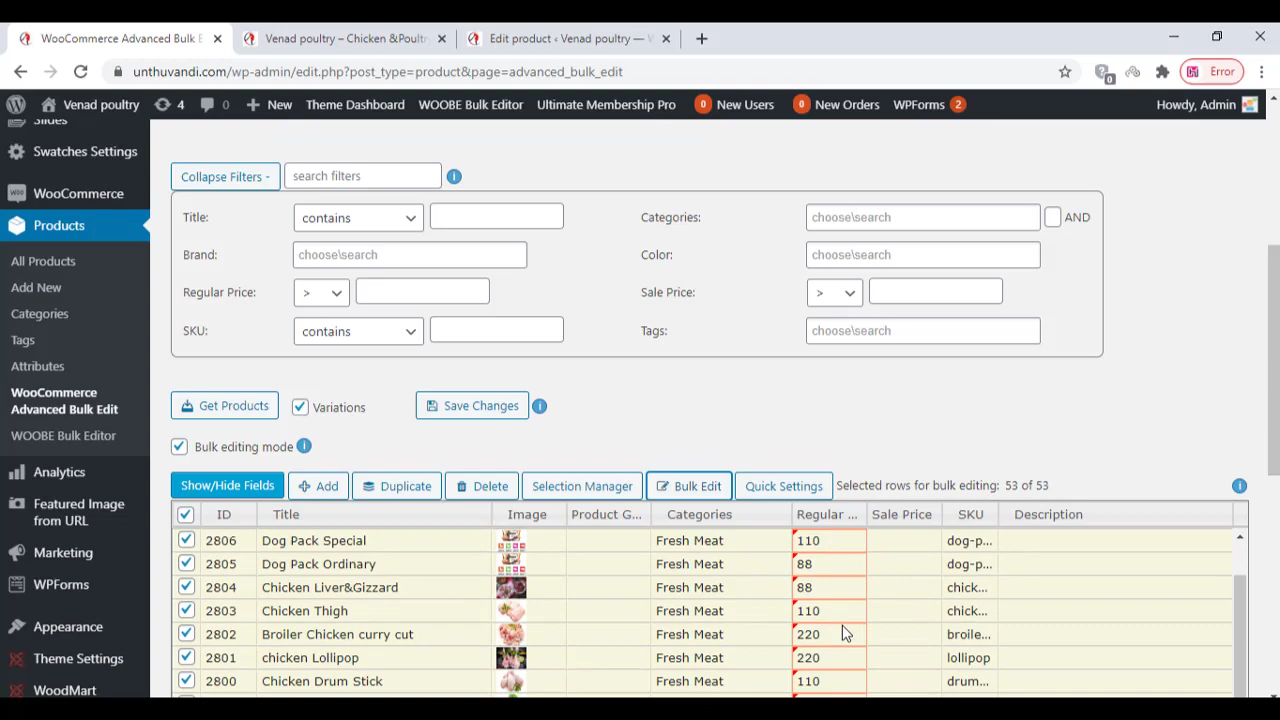 WooCommerce Advanced Bulk E
Venad poultry – Chicken &Poultr
Edit product ‹ Venad poultry — W
unthuvandi.com/wp-admin/edit.php?post_type=product&page=advanced_bulk_edit
0
Error
Venad poultry
4
0
New
Theme Dashboard
WOOBE Bulk Editor
Ultimate Membership Pro
0 New Users
0 New Orders
WPForms 2
Howdy, Admin
Slides
Swatches Settings
WooCommerce
Products
All Products
Add New
Categories
Tags
Attributes
WooCommerce
Advanced Bulk Edit
WOOBE Bulk Editor
Analytics
Featured Image
from URL
Marketing
WPForms
Appearance
Theme Settings
WoodMart
Collapse Filters -
search filters
Title: contains
Categories: choose\search AND
Brand: choose\search
Color: choose\search
Regular Price: >
Sale Price: >
SKU: contains
Tags: choose\search
Get Products
Variations
Save Changes
Bulk editing mode
Show/Hide Fields
Add
Duplicate
Delete
Selection Manager
Bulk Edit
Quick Settings
Selected rows for bulk editing: 53 of 53
ID Title Image Product G... Categories Regular ... Sale Price SKU Description
2806 Dog Pack Special Fresh Meat 110 dog-p...
2805 Dog Pack Ordinary Fresh Meat 88 dog-p...
2804 Chicken Liver&Gizzard Fresh Meat 88 chick...
2803 Chicken Thigh Fresh Meat 110 chick...
2802 Broiler Chicken curry cut Fresh Meat 220 broile...
2801 chicken Lollipop Fresh Meat 220 lollipop
2800 Chicken Drum Stick Fresh Meat 110 drum...